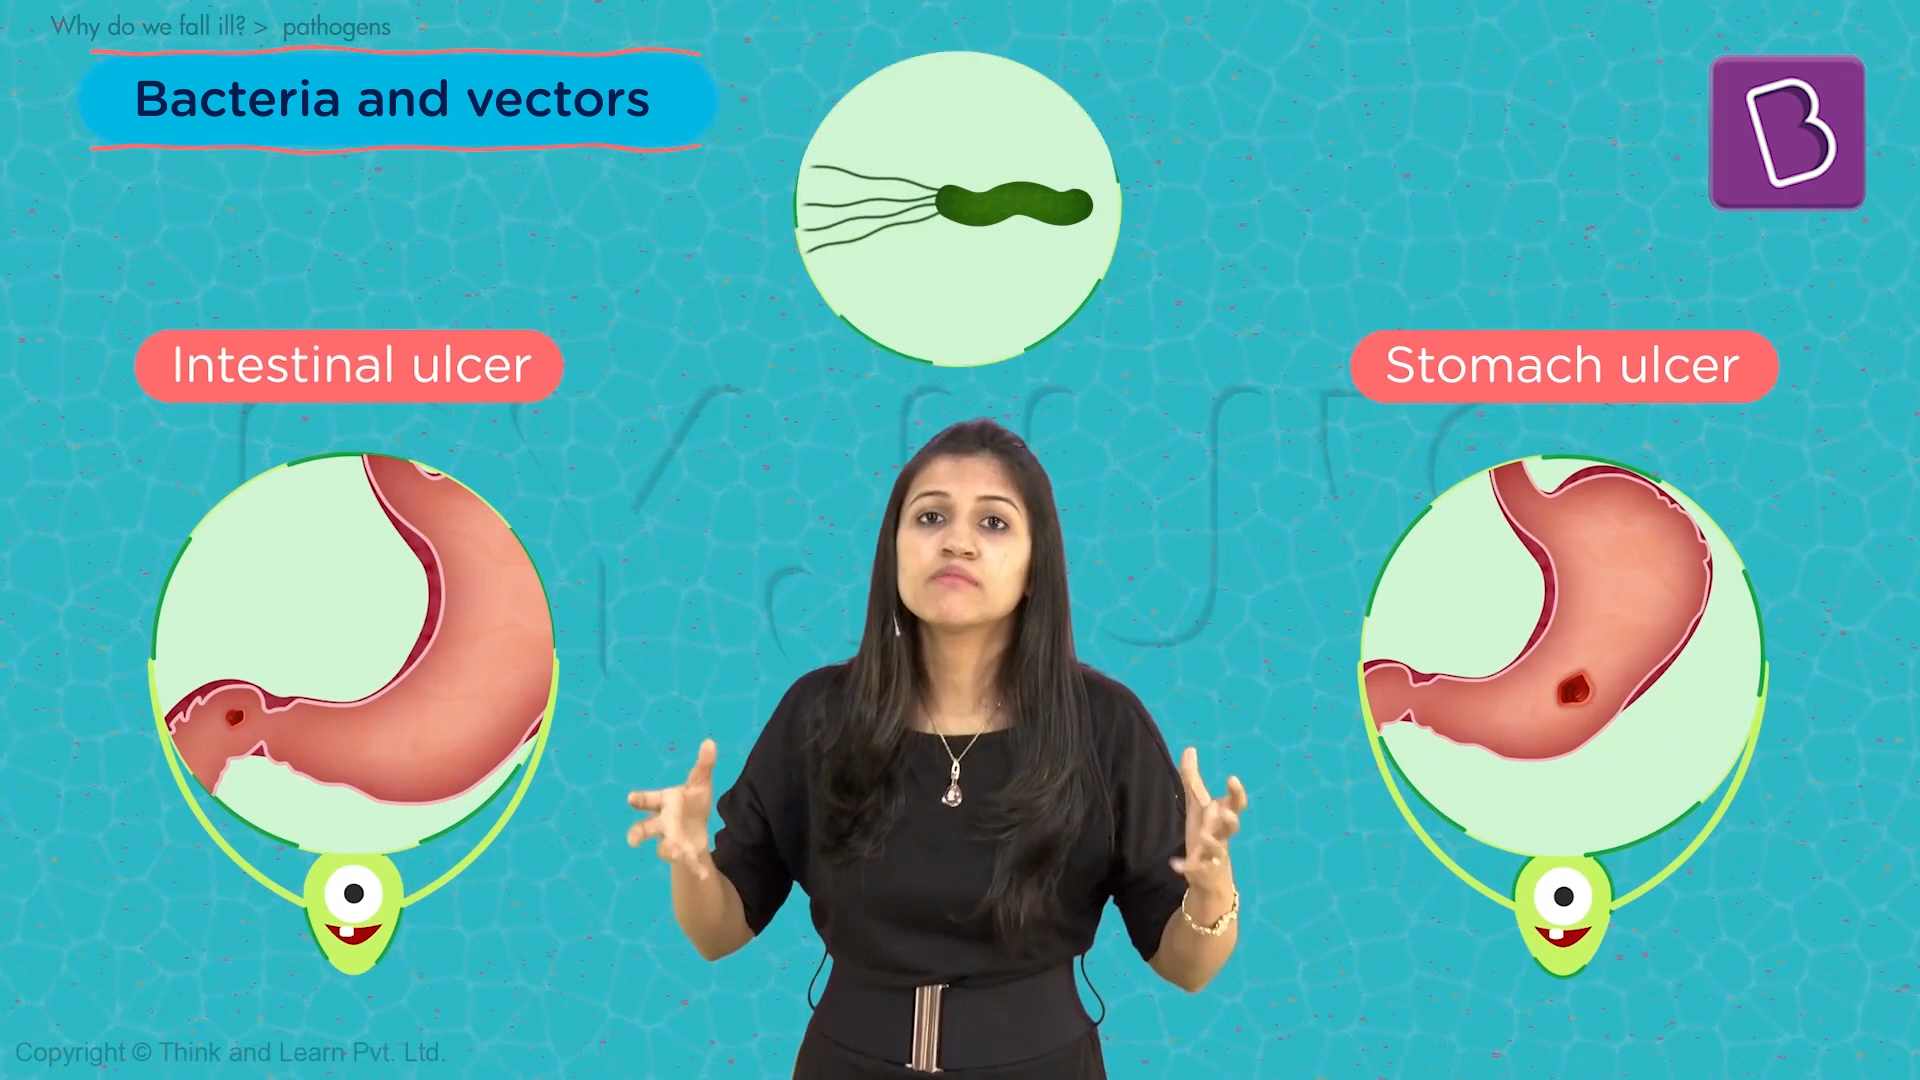 Why do we fall ill? > pathogens
Bacteria and vectors
B
Intestinal ulcer
Stomach ulcer
BYJU'S
Copyright © Think and Learn Pvt. Ltd.